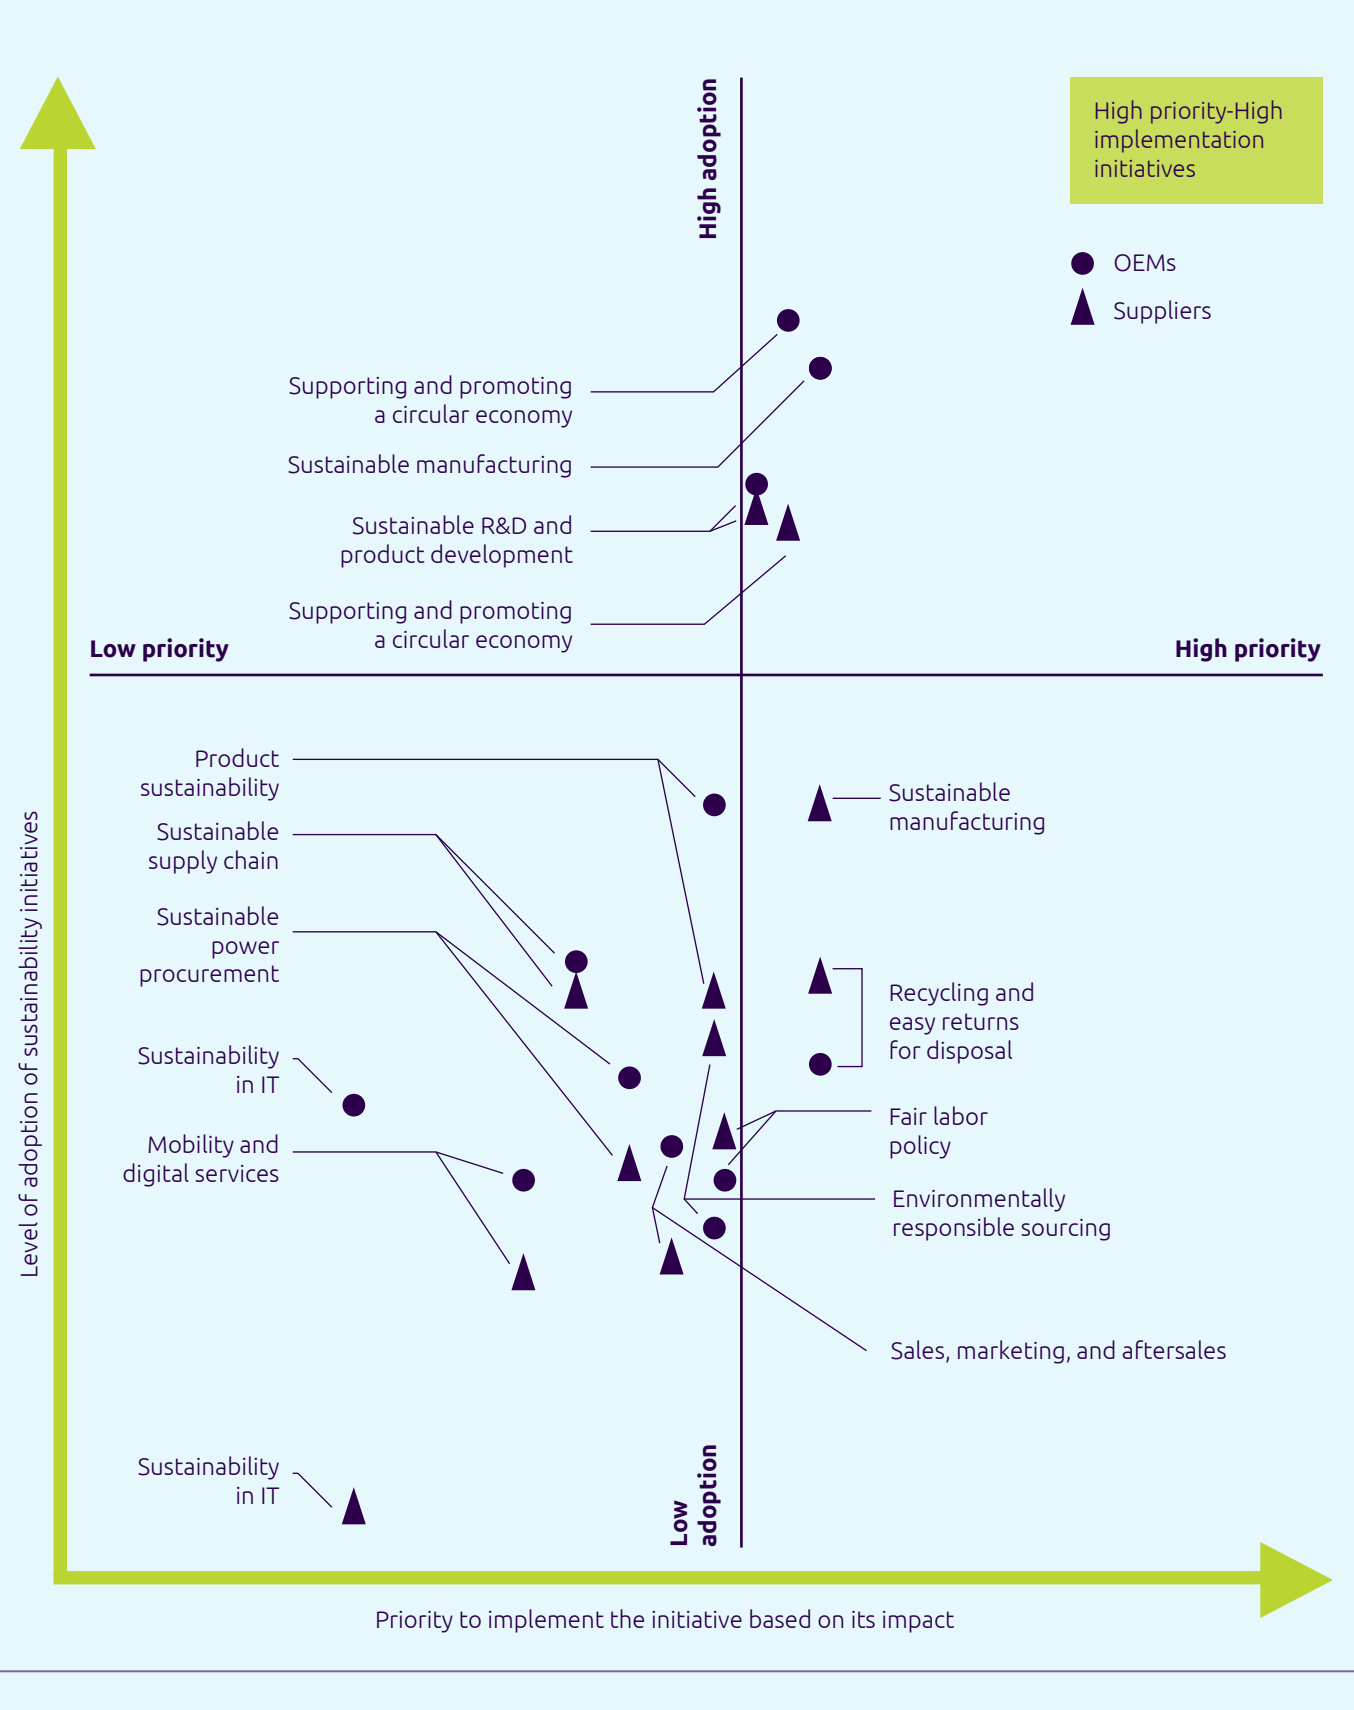 High adoption
High priority-High
implementation
initiatives
OEMs
Suppliers
Supporting and promoting
a circular economy
Sustainable manufacturing
Sustainable R&D and
product development
Supporting and promoting
a circular economy
Low priority
High priority
Product
sustainability
Sustainable
supply chain
Sustainable
power
procurement
Sustainability
in IT
Mobility and
digital services
Sustainable
manufacturing
Recycling and
easy returns
for disposal
Fair labor
policy
Environmentally
responsible sourcing
Sales, marketing, and aftersales
Sustainability
in IT
Low
adoption
Level of adoption of sustainability initiatives
Priority to implement the initiative based on its impact